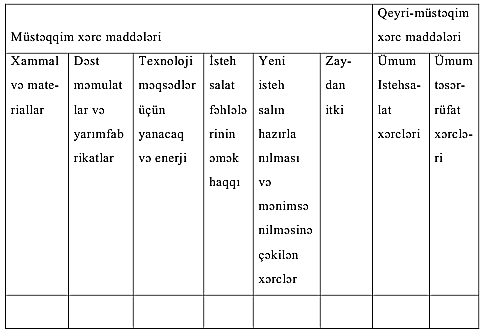 Müstəqqim xərc maddələri
Qeyri-müstəqim
xərc maddələri
Xammal
və mate-
riallar
Dəst
məmulat
lar və
yarımfab
rikatlar
Texnoloji
məqsədlər
üçün
yanacaq
və enerji
İsteh
salat
fəhlələ
rinin
əmək
haqqı
Yeni
isteh
salın
hazırla
nılması
və
mənimsə
nilməsinə
çəkilən
xərclər
Zay-
dan
itki
Ümum
Istehsa-
lat
xərcləri
Ümum
təsər-
rüfat
xərclə-
ri